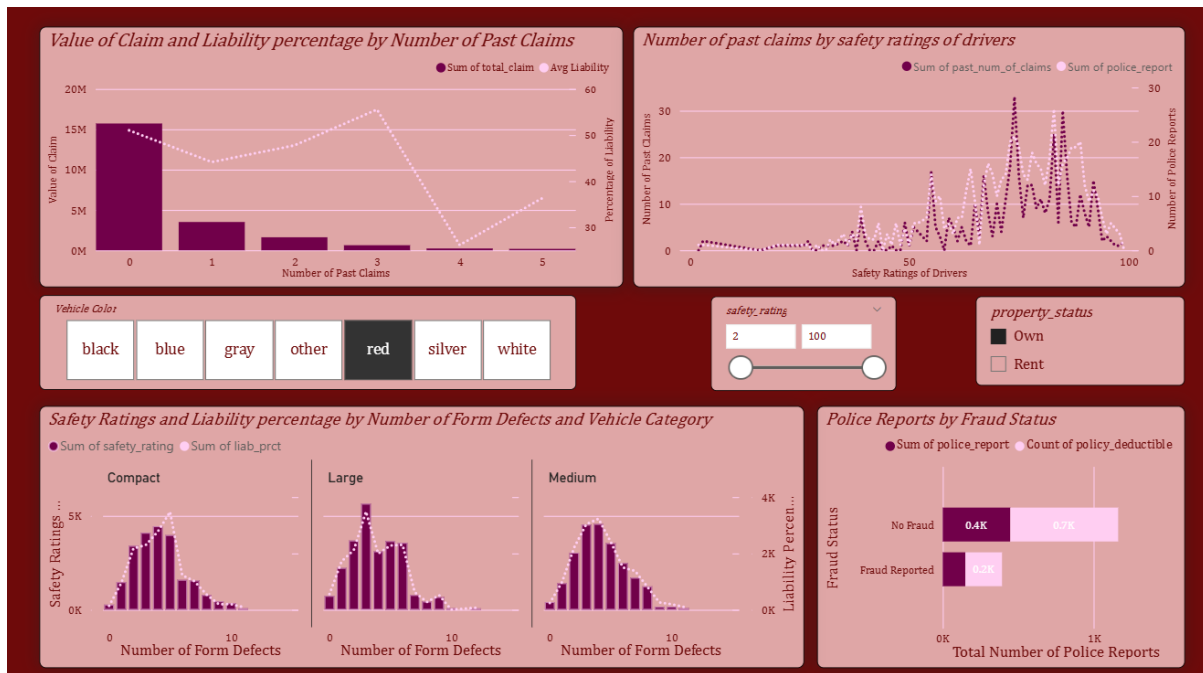 Value of Claim and Liability percentage by Number of Past Claims
Sum of total_claim Avg Liability
20M
15M
10M
5M
0M
60
50
40
30
Value of Claim
Percentage of Liability
0 1 2 3 4 5
Number of Past Claims
Number of past claims by safety ratings of drivers
Sum of past_num_of_claims Sum of police_report
30
20
10
0
30
20
10
0
Number of Past Claims
Number of Police Reports
0 50 100
Safety Ratings of Drivers
Vehicle Color
black blue gray other red silver white
safety_rating
2 100
property_status
Own
Rent
Safety Ratings and Liability percentage by Number of Form Defects and Vehicle Category
Sum of safety_rating Sum of liab_prct
Compact Large Medium
Safety Ratings ...
5K
0K
4K
2K
0K
Liability Percen...
0 10 0 10 0 10
Number of Form Defects Number of Form Defects Number of Form Defects
Police Reports by Fraud Status
Sum of police_report Count of policy_deductible
Fraud Status
No Fraud 0.4K 0.7K
Fraud Reported 0.2K
0K 1K
Total Number of Police Reports